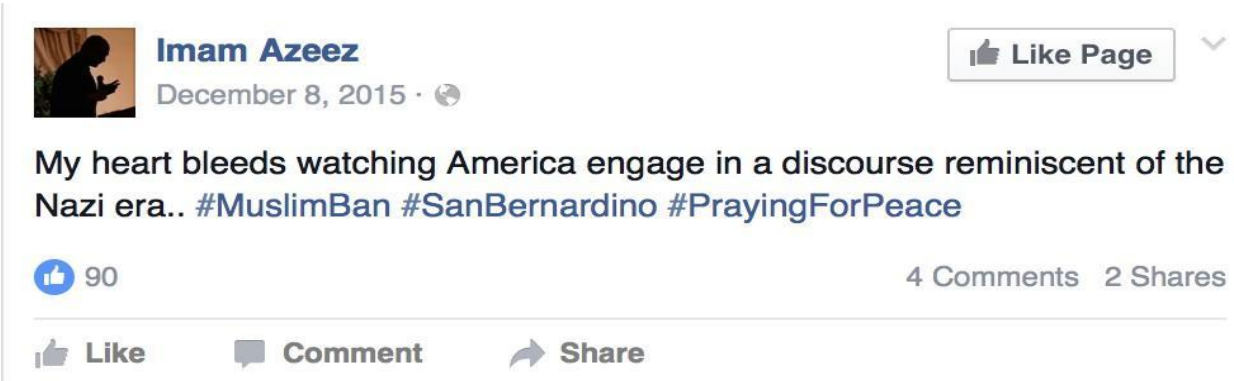 Imam Azeez
Like Page
December 8, 2015 ·
My heart bleeds watching America engage in a discourse reminiscent of the
Nazi era.. #MuslimBan #SanBernardino #PrayingForPeace
90
4 Comments 2 Shares
Like Comment Share